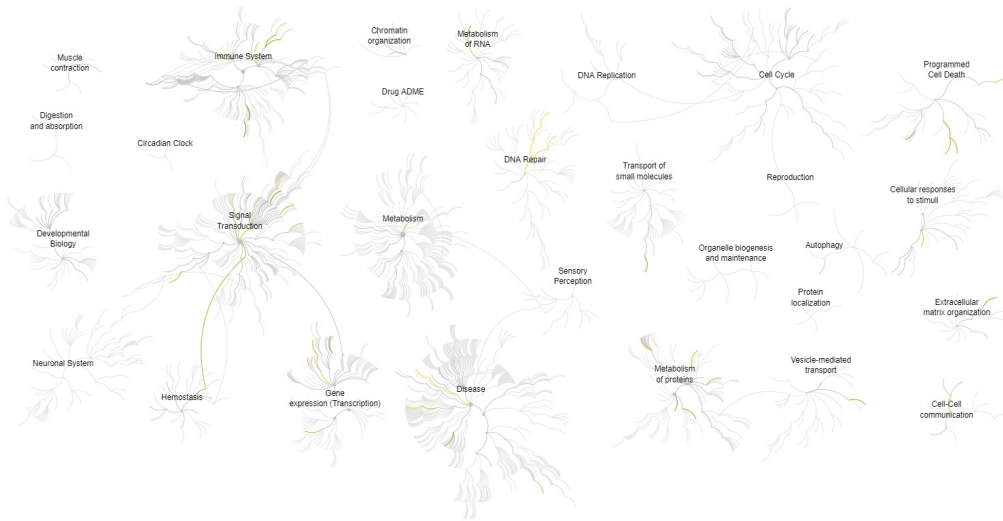 Muscle
contraction
Immune System
Chromatin
organization
Metabolism
of RNA
DNA Replication
Cell Cycle
Programmed
Cell Death
Drug ADME
Digestion
and absorption
Circadian Clock
DNA Repair
Transport of
small molecules
Reproduction
Cellular responses
to stimuli
Developmental
Biology
Signal
Transduction
Metabolism
Organelle biogenesis
and maintenance
Autophagy
Sensory
Perception
Protein
localization
Extracellular
matrix organization
Neuronal System
Hemostasis
Gene
expression (Transcription)
Disease
Metabolism
of proteins
Vesicle-mediated
transport
Cell-Cell
communication